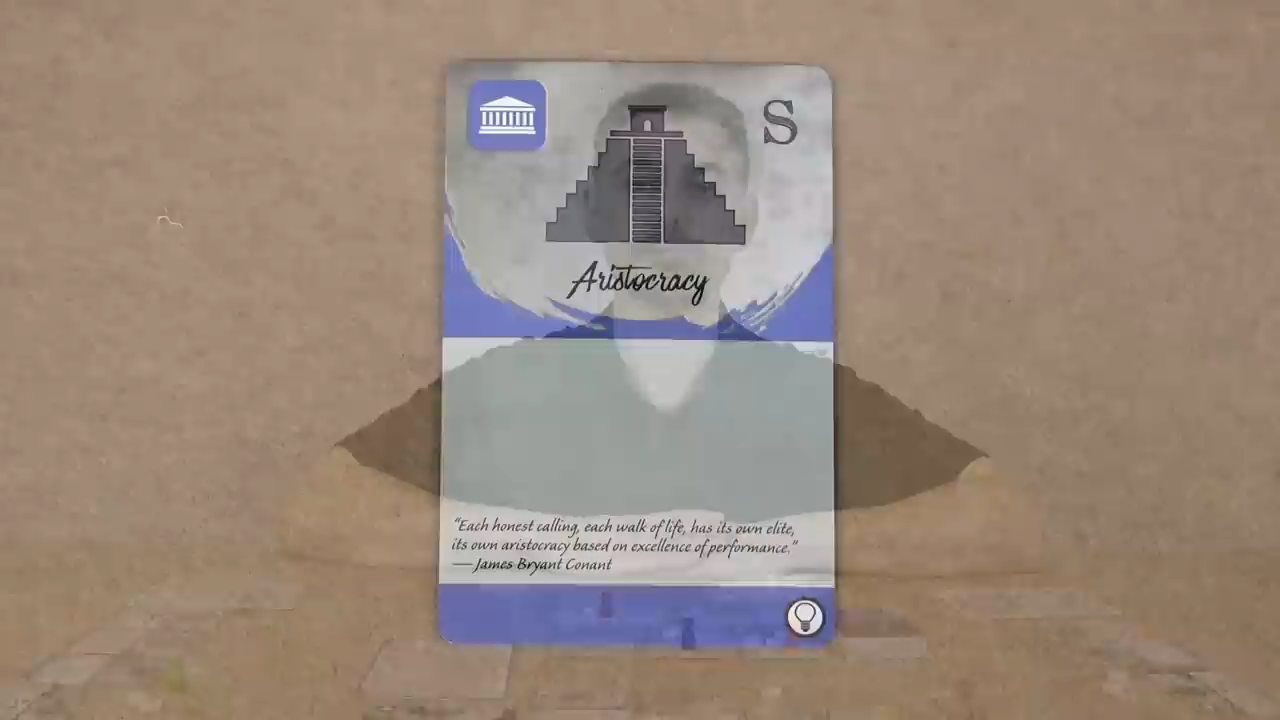 S
Aristocracy
“Each honest calling, each walk of life, has its own elite,
its own aristocracy based on excellence of performance.”
— James Bryant Conant